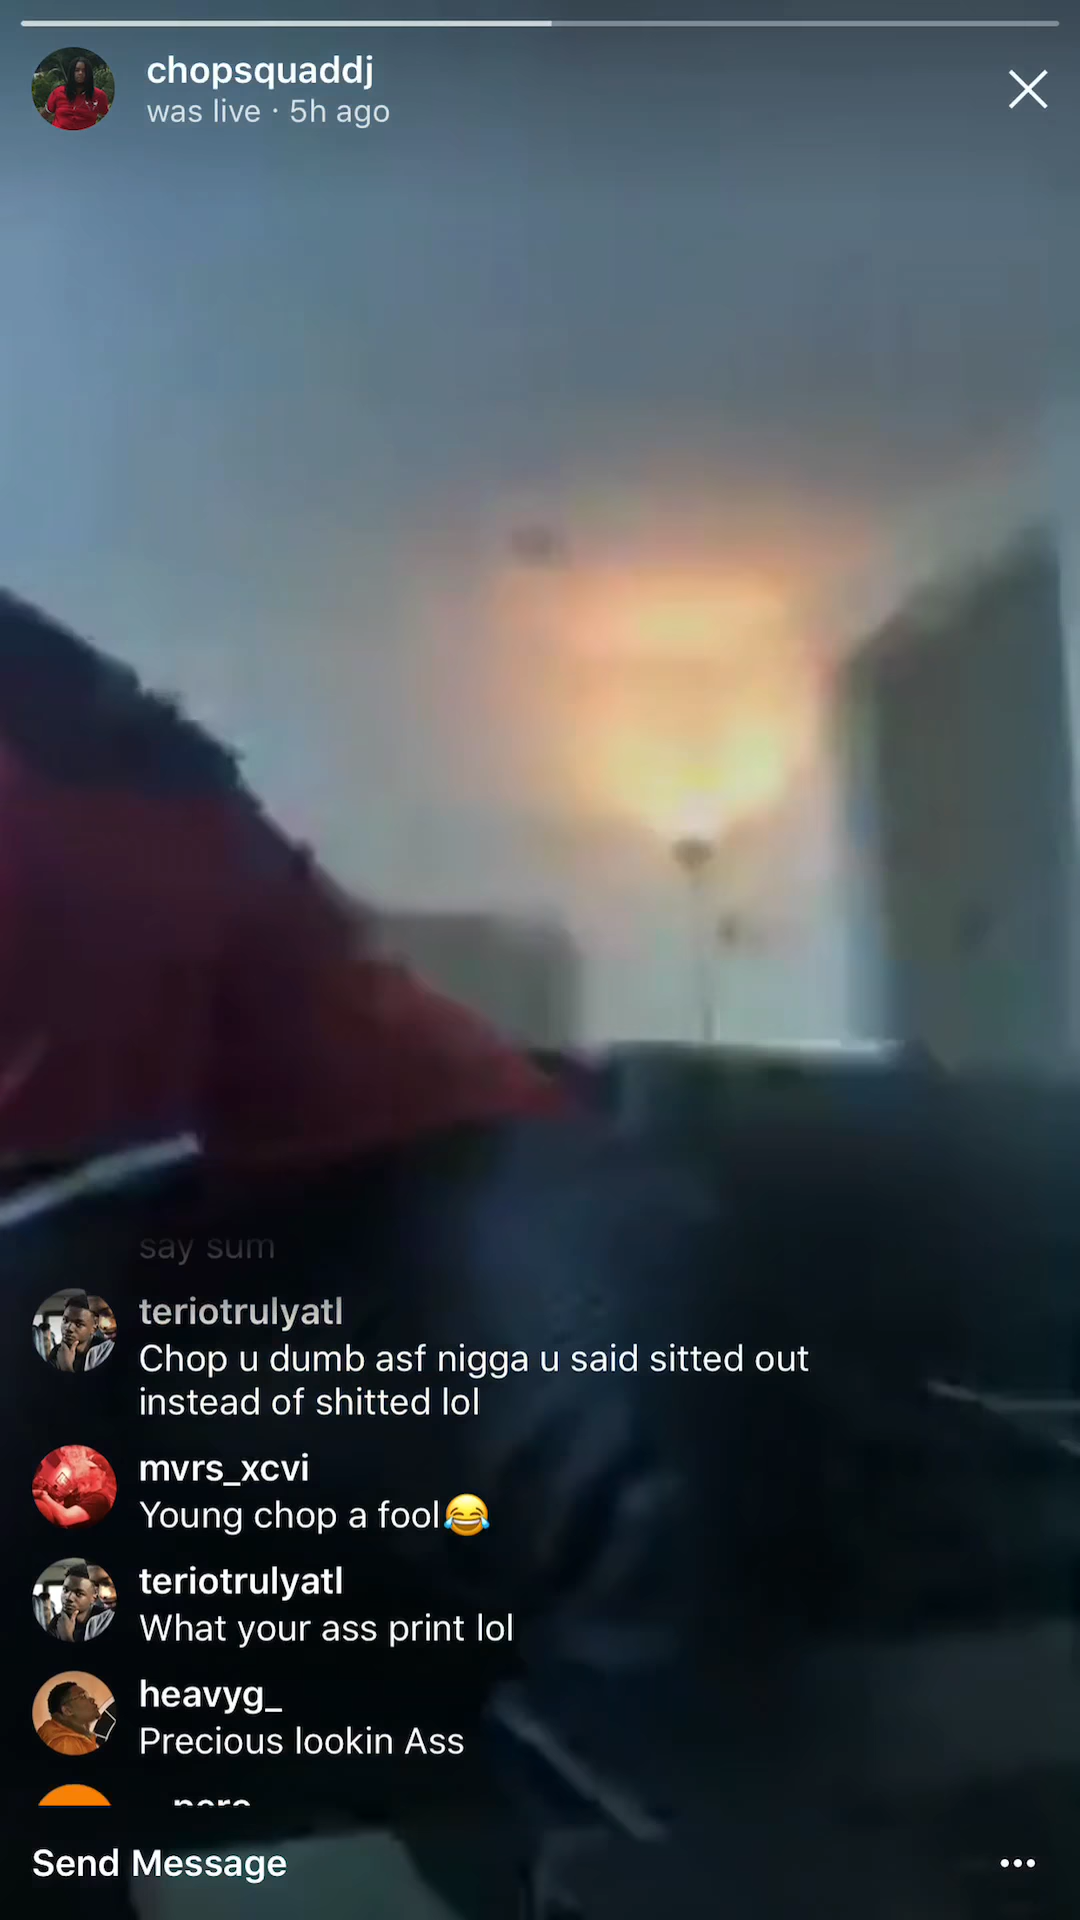 chopsquaddj
was live · 5h ago
say sum
teriotrulyatl
Chop u dumb asf nigga u said sitted out
instead of shitted lol
mvrs_xcvi
Young chop a fool😂
teriotrulyatl
What your ass print lol
heavyg_
Precious lookin Ass
Send Message